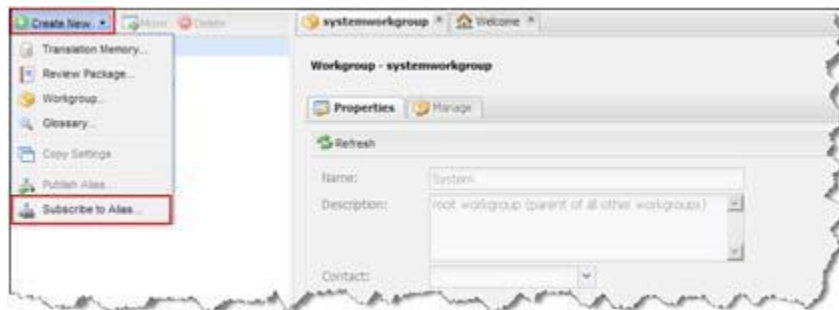 Create New
Move
Delete
Translation Memory...
Review Package...
Workgroup...
Glossary...
Copy Settings
Publish Alias...
Subscribe to Alias...
systemworkgroup
Welcome
Workgroup - systemworkgroup
Properties
Manage
Refresh
Name:
System
Description:
root workgroup (parent of all other workgroups)
Contact: